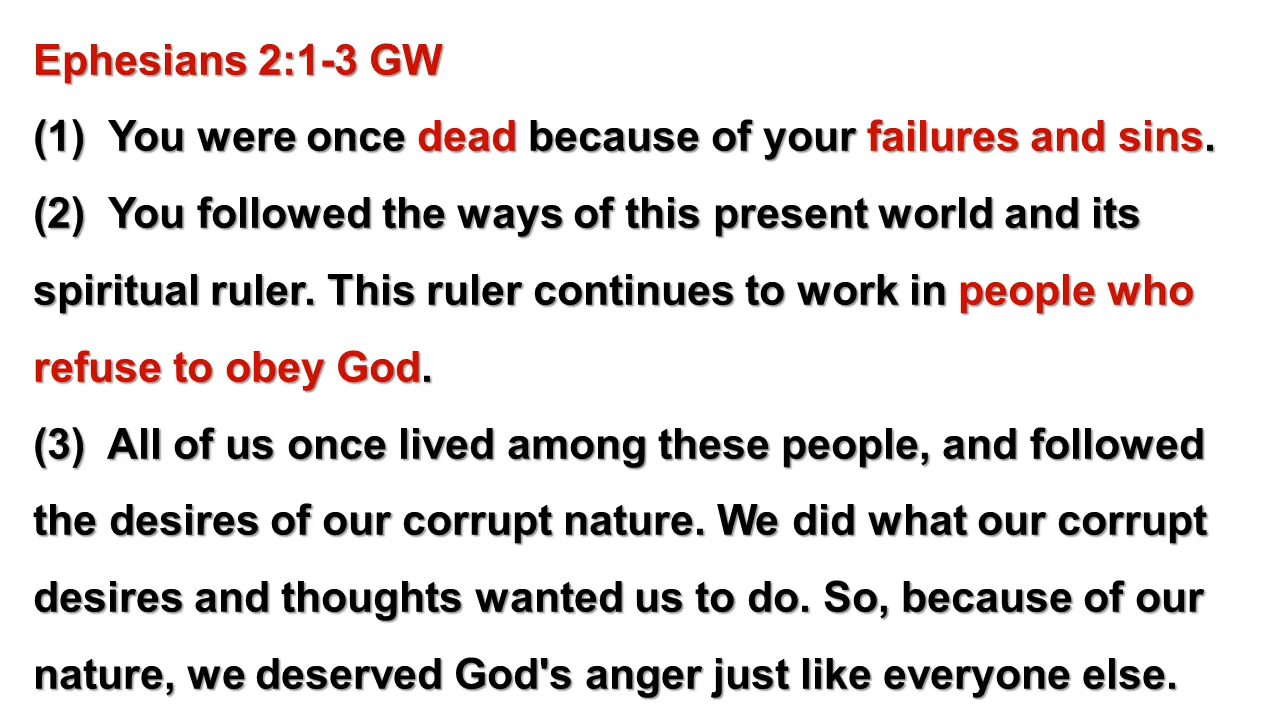 Ephesians 2:1-3 GW
(1)  You were once dead because of your failures and sins.
(2)  You followed the ways of this present world and its
spiritual ruler. This ruler continues to work in people who
refuse to obey God.
(3)  All of us once lived among these people, and followed
the desires of our corrupt nature. We did what our corrupt
desires and thoughts wanted us to do. So, because of our
nature, we deserved God's anger just like everyone else.